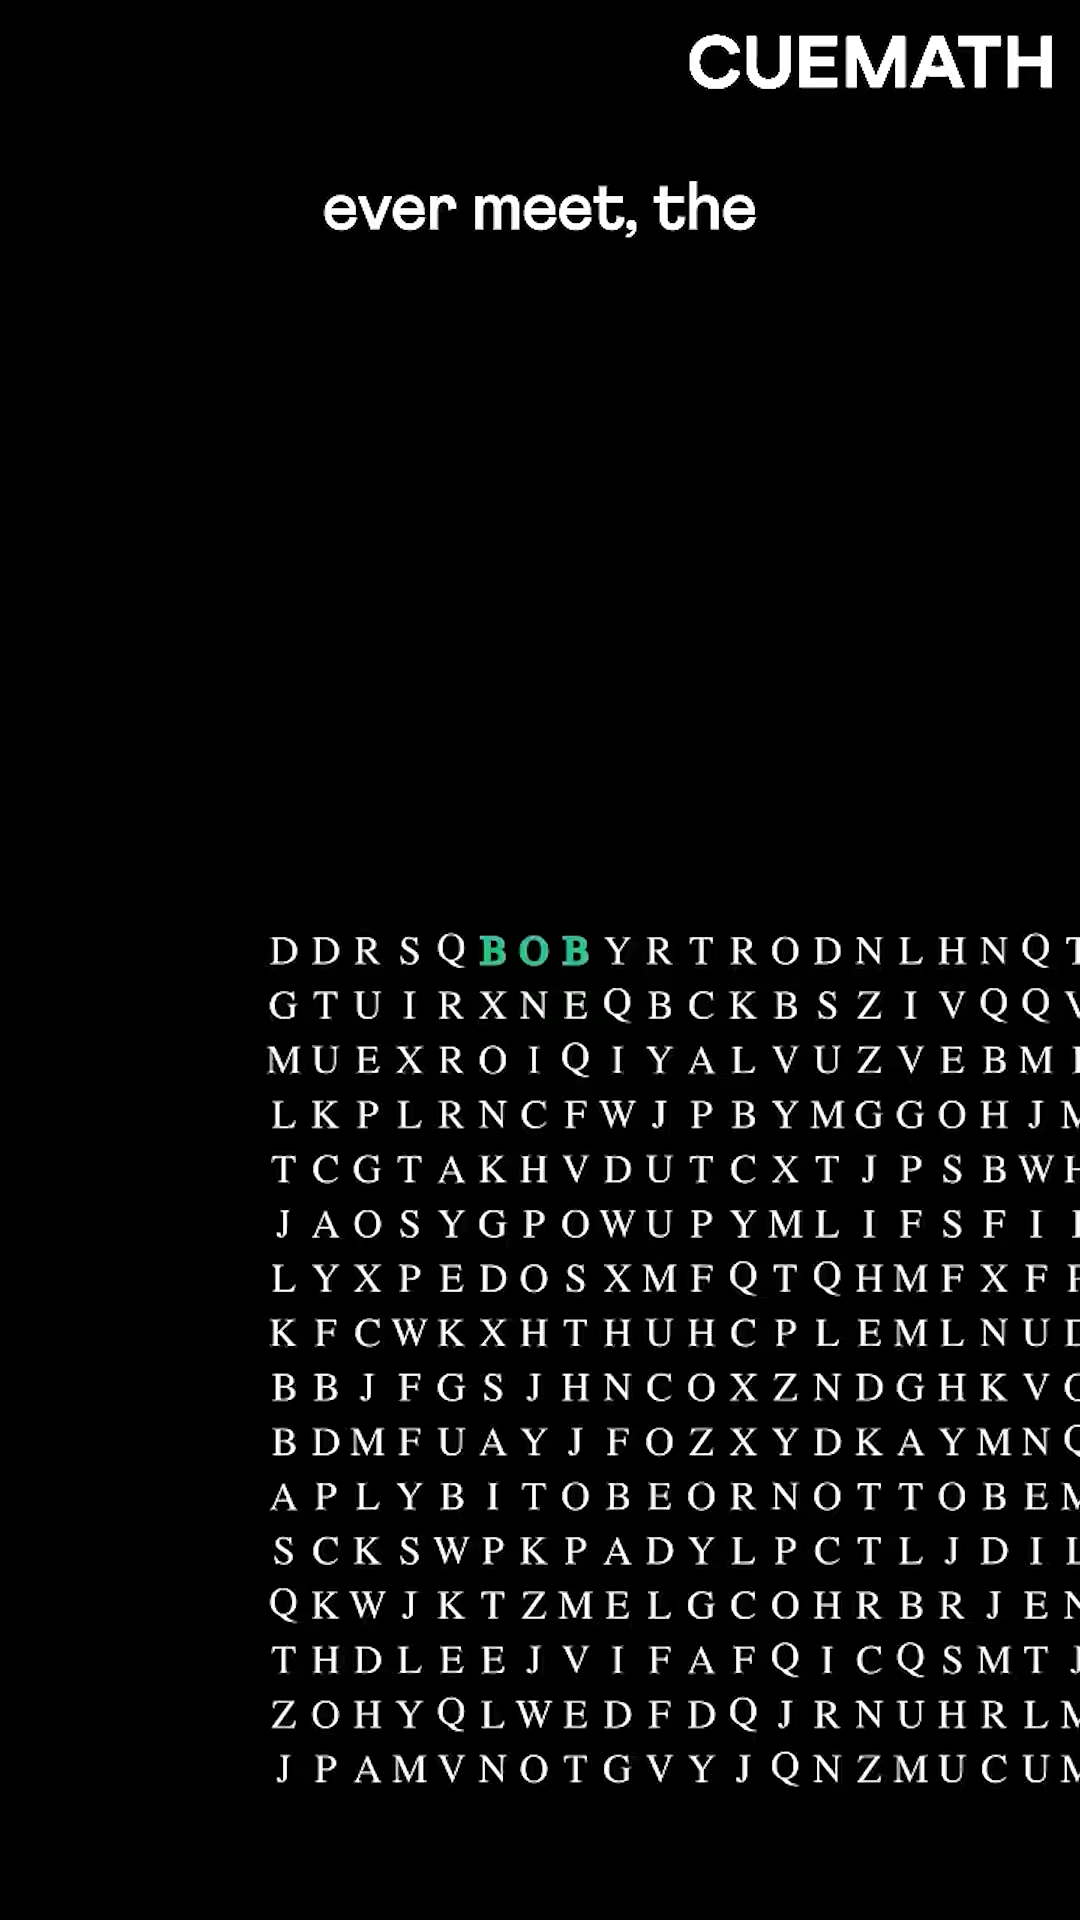 CUEMATH
ever meet, the
D D R S Q B O B Y R T R O D N L H N Q T
G T U I R X N E Q B C K B S Z I V Q Q V
M U E X R O I Q I Y A L V U Z V E B M
L K P L R N C F W J P B Y M G G O H J M
T C G T A K H V D U T C X T J P S B W H
J A O S Y G P O W U P Y M L I F S F I
L Y X P E D O S X M F Q T Q H M F X F
K F C W K X H T H U H C P L E M L N U D
B B J F G S J H N C O X Z N D G H K V
B D M F U A Y J F O Z X Y D K A Y M N Q
A P L Y B I T O B E O R N O T T O B E M
S C K S W P K P A D Y L P C T L J D I L
Q K W J K T Z M E L G C O H R B R J E N
T H D L E E J V I F A F Q I C Q S M T J
Z O H Y Q L W E D F D Q J R N U H R L M
J P A M V N O T G V Y J Q N Z M U C U M